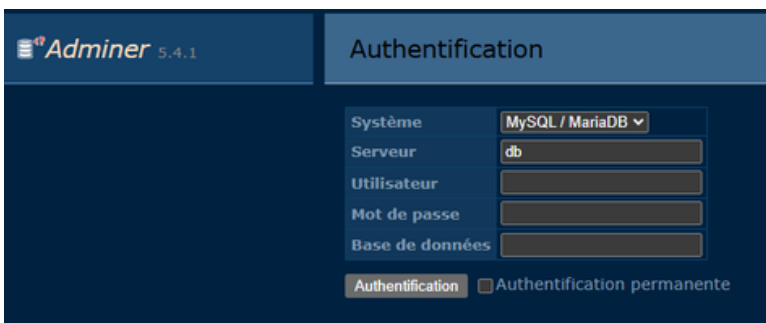 Adminer 5.4.1
Authentification
Système MySQL / MariaDB
Serveur db
Utilisateur
Mot de passe
Base de données
Authentification Authentification permanente